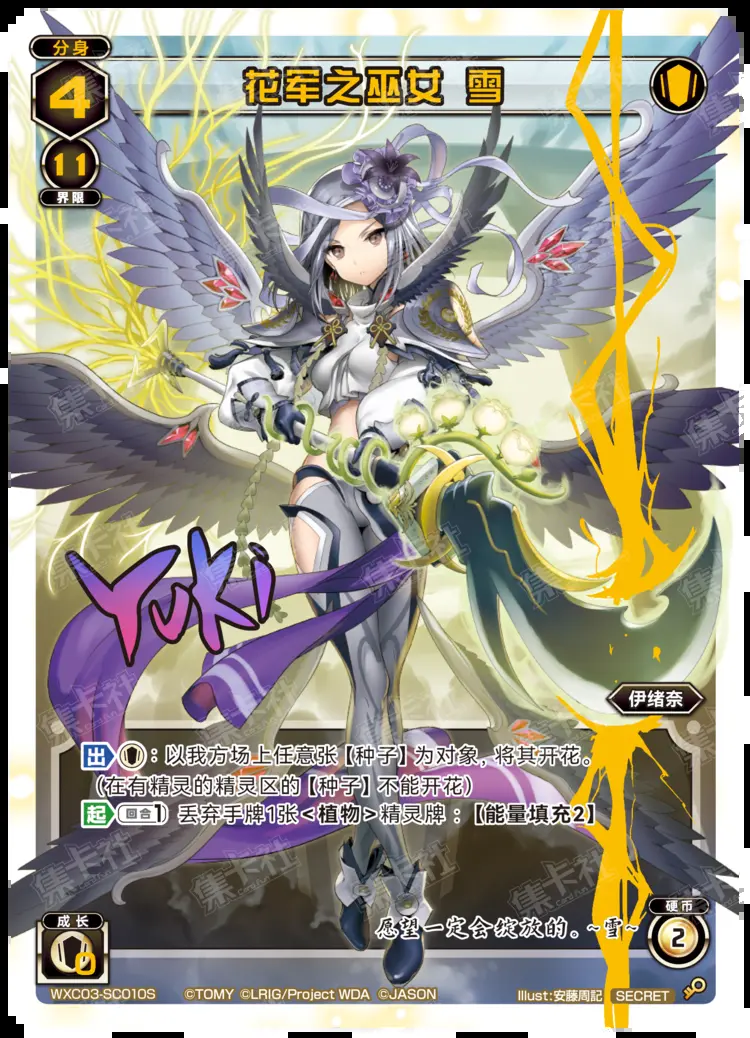 分身
花军之巫女 雪
4
11
界限
YUKi
伊绪奈
出 : 以我方场上任意张【种子】为对象，将其开花。
（在有精灵的精灵区的【种子】不能开花）
起 回合1 丢弃手牌1张<植物>精灵牌：【能量填充2】
愿望一定会绽放的。~雪~
成长
0
硬币
2
WXC03-SC010S ©TOMY ©LRIG/Project WDA ©JASON Illust:安藤周記 SECRET
集卡社